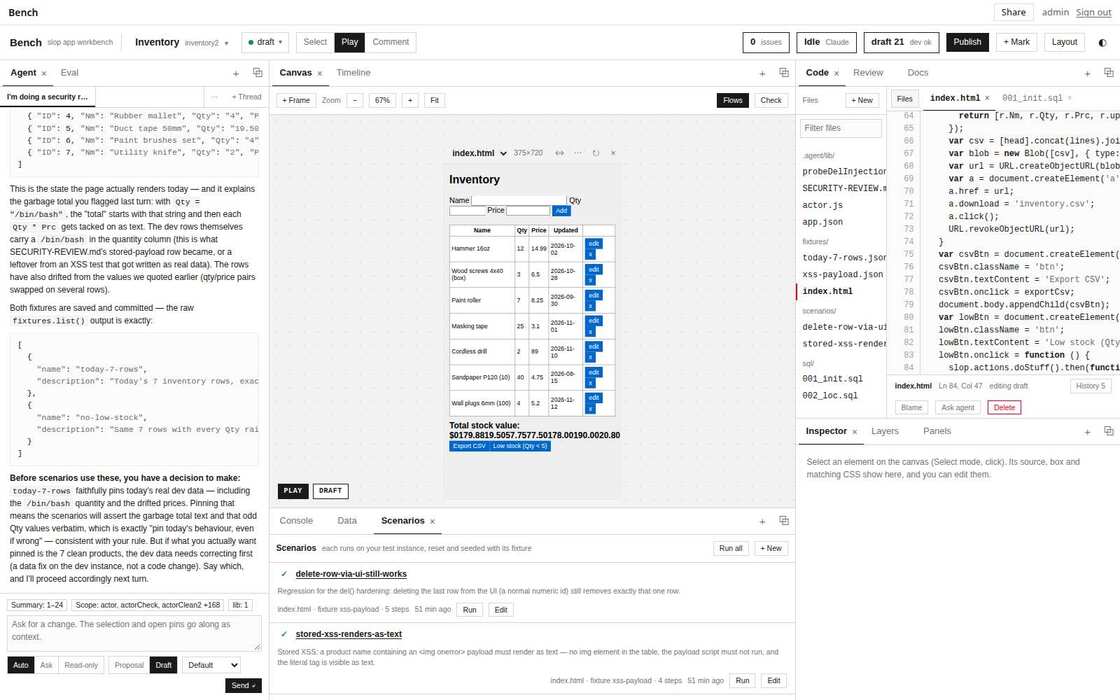 Bench
Share admin Sign out
Bench slop app workbench Inventory inventory2 draft Select Play Comment 0 issues Idle Claude draft 21 dev ok Publish + Mark Layout
Agent × Eval
I'm doing a security r… ··· + Thread
{ "ID": 4, "Nm": "Rubber mallet", "Qty": "4", "P
{ "ID": 5, "Nm": "Duct tape 50mm", "Qty": "19.50
{ "ID": 6, "Nm": "Paint brushes set", "Qty": "4"
{ "ID": 7, "Nm": "Utility knife", "Qty": "2", "P
]
This is the state the page actually renders today — and it explains
the garbage total you flagged last turn: with Qty =
"/bin/bash", the "total" starts with that string and then each
Qty * Prc gets tacked on as text. The dev rows themselves
carry a /bin/bash in the quantity column (this is what
SECURITY-REVIEW.md's stored-payload row became, or a
leftover from an XSS test that got written as real data). The rows
have also drifted from the values we quoted earlier (qty/price pairs
swapped on several rows).
Both fixtures are saved and committed — the raw
fixtures.list() output is exactly:
[
{
"name": "today-7-rows",
"description": "Today's 7 inventory rows, exac
},
{
"name": "no-low-stock",
"description": "Same 7 rows with every Qty rai
}
]
Before scenarios use these, you have a decision to make:
today-7-rows faithfully pins today's real dev data — including
the /bin/bash quantity and the drifted prices. Pinning that
means the scenarios will assert the garbage total text and that odd
Qty values verbatim, which is exactly "pin today's behaviour, even
if wrong" — consistent with your rule. But if what you actually want
pinned is the 7 clean products, the dev data needs correcting first
(a data fix on the dev instance, not a code change). Say which,
and I'll proceed accordingly next turn.
Summary: 1–24 Scope: actor, actorCheck, actorClean2 +168 lib: 1
Ask for a change. The selection and open pins go along as
context.
Auto Ask Read-only Proposal Draft Default
Send
Canvas × Timeline
+ Frame Zoom − 67% + Fit Flows Check
index.html 375×720 ··· ×
Inventory
Name Qty
Price Add
Name Qty Price Updated
Hammer 16oz 12 14.99 2026-10-02 edit x
Wood screws 4x40 (box) 3 6.5 2026-10-28 edit x
Paint roller 7 8.25 2026-09-30 edit x
Masking tape 25 3.1 2026-11-01 edit x
Cordless drill 2 89 2026-11-10 edit x
Sandpaper P120 (10) 40 4.75 2026-08-15 edit x
Wall plugs 6mm (100) 4 5.2 2026-11-12 edit x
Total stock value:
$0179.8819.5057.7577.50178.00190.0020.80
Export CSV Low stock (Qty < 5)
PLAY DRAFT
Console Data Scenarios ×
Scenarios each runs on your test instance, reset and seeded with its fixture Run all + New
✓ delete-row-via-ui-still-works
Regression for the del() hardening: deleting the last row from the UI (a normal numeric id) still removes exactly that one row.
index.html · fixture xss-payload · 5 steps 51 min ago Run Edit
✓ stored-xss-renders-as-text
Stored XSS: a product name containing an <img onerror> payload must render as text — no img element in the table, the payload script must not run, and
the literal tag is visible as text.
index.html · fixture xss-payload · 4 steps 51 min ago Run Edit
Code × Review Docs
Files + New
Filter files
.agent/lib/
probeDelInjection
SECURITY-REVIEW.m
actor.js
app.json
fixtures/
today-7-rows.json
xss-payload.json
index.html
scenarios/
delete-row-via-ui
stored-xss-render
sql/
001_init.sql
002_loc.sql
Files index.html × 001_init.sql
64 return [r.Nm, r.Qty, r.Prc, r.up
65 });
66 var csv = [head].concat(lines).joi
67 var blob = new Blob([csv], { type:
68 var url = URL.createObjectURL(blob
69 var a = document.createElement('a'
70 a.href = url;
71 a.download = 'inventory.csv';
72 a.click();
73 URL.revokeObjectURL(url);
74 }
75 var csvBtn = document.createElement(
76 csvBtn.className = 'btn';
77 csvBtn.textContent = 'Export CSV';
78 csvBtn.onclick = exportCsv;
79 document.body.appendChild(csvBtn);
80 var lowBtn = document.createElement(
81 lowBtn.className = 'btn';
82 lowBtn.textContent = 'Low stock (Qty
83 lowBtn.onclick = function () {
84 slop.actions.doStuff().then(functi
index.html Ln 84, Col 47 editing draft History 5
Blame Ask agent Delete
Inspector × Layers Panels
Select an element on the canvas (Select mode, click). Its source, box and
matching CSS show here, and you can edit them.